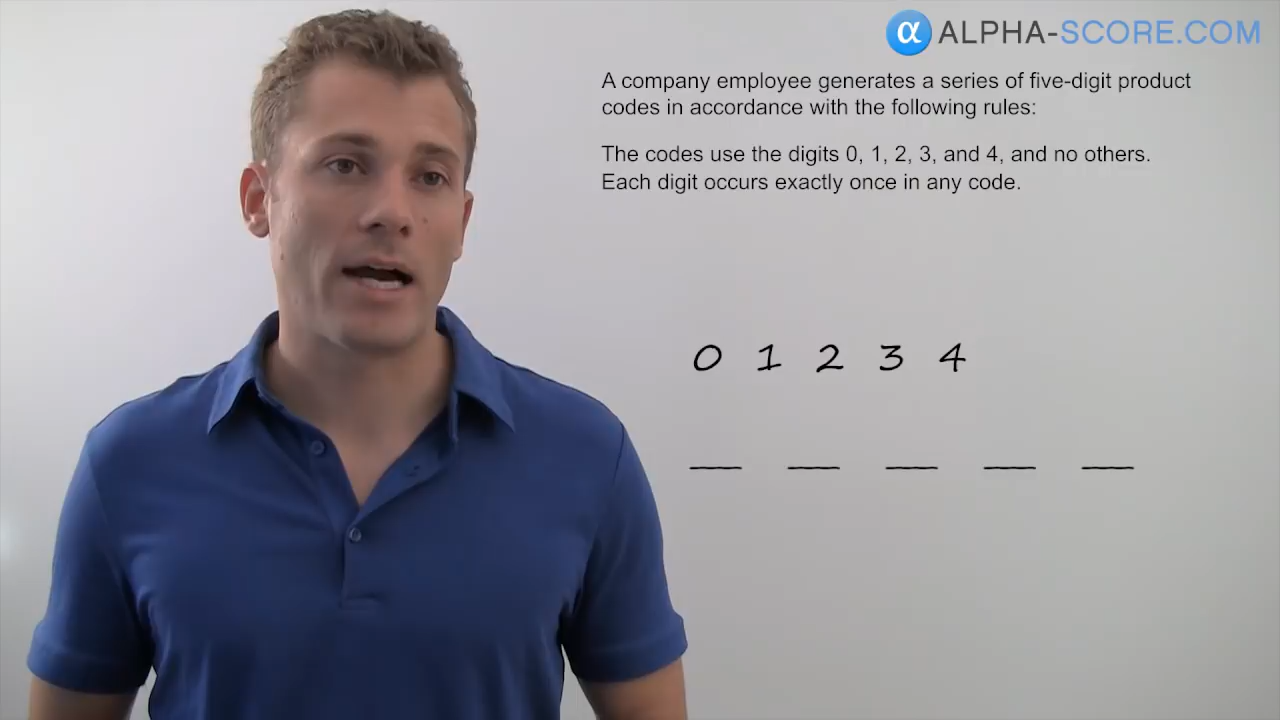 α ALPHA-SCORE.COM
A company employee generates a series of five-digit product
codes in accordance with the following rules:
The codes use the digits 0, 1, 2, 3, and 4, and no others.
Each digit occurs exactly once in any code.
0 1 2 3 4